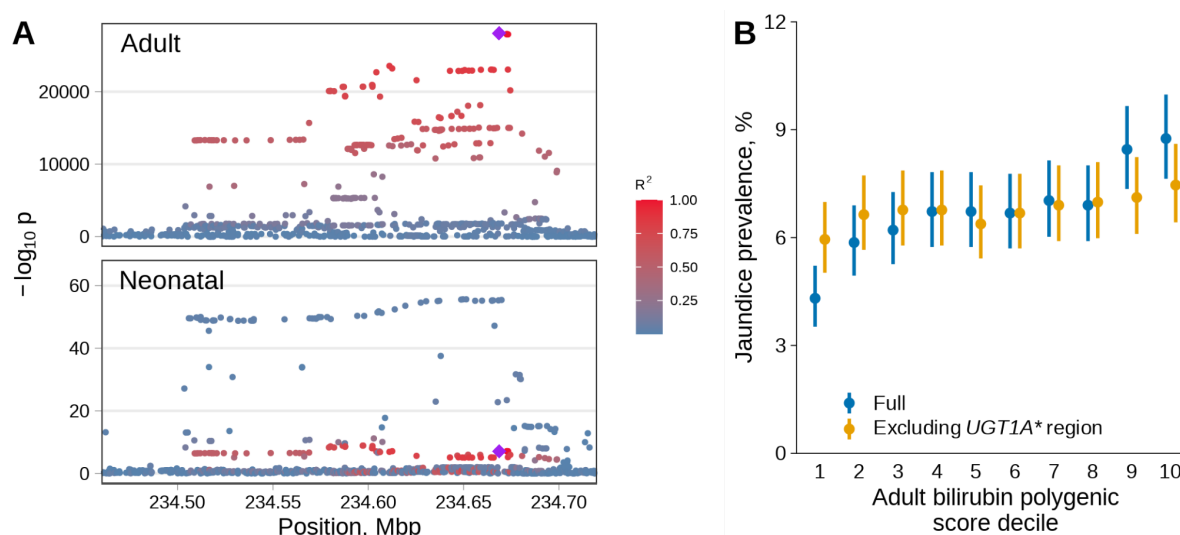 A
Adult
20000
10000
0
Neonatal
60
40
20
0
−log10 p
234.50 234.55 234.60 234.65 234.70
Position, Mbp
R2
1.00
0.75
0.50
0.25
B
12
9
6
3
0
Jaundice prevalence, %
Full
Excluding UGT1A* region
1 2 3 4 5 6 7 8 9 10
Adult bilirubin polygenic
score decile